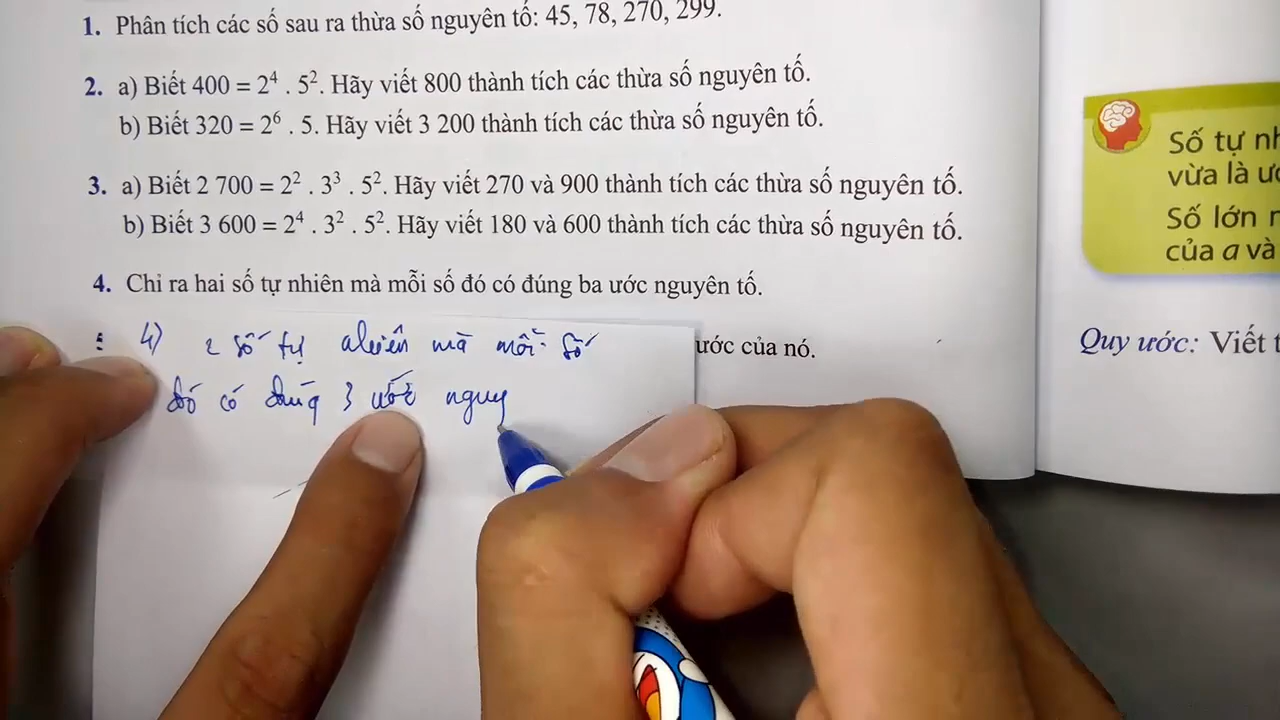 1. Phân tích các số sau ra thừa số nguyên tố: 45, 78, 270, 299.
2. a) Biết 400 = 2⁴ . 5². Hãy viết 800 thành tích các thừa số nguyên tố.
b) Biết 320 = 2⁶ . 5. Hãy viết 3 200 thành tích các thừa số nguyên tố.
3. a) Biết 2 700 = 2² . 3³ . 5². Hãy viết 270 và 900 thành tích các thừa số nguyên tố.
b) Biết 3 600 = 2⁴ . 3² . 5². Hãy viết 180 và 600 thành tích các thừa số nguyên tố.
4. Chỉ ra hai số tự nhiên mà mỗi số đó có đúng ba ước nguyên tố.
ước của nó.
4) 2 số tự nhiên mà mỗi số
đó có đúng 3 ước nguy
Số tự nh
vừa là ướ
Số lớn n
của a và
Quy ước: Viết t